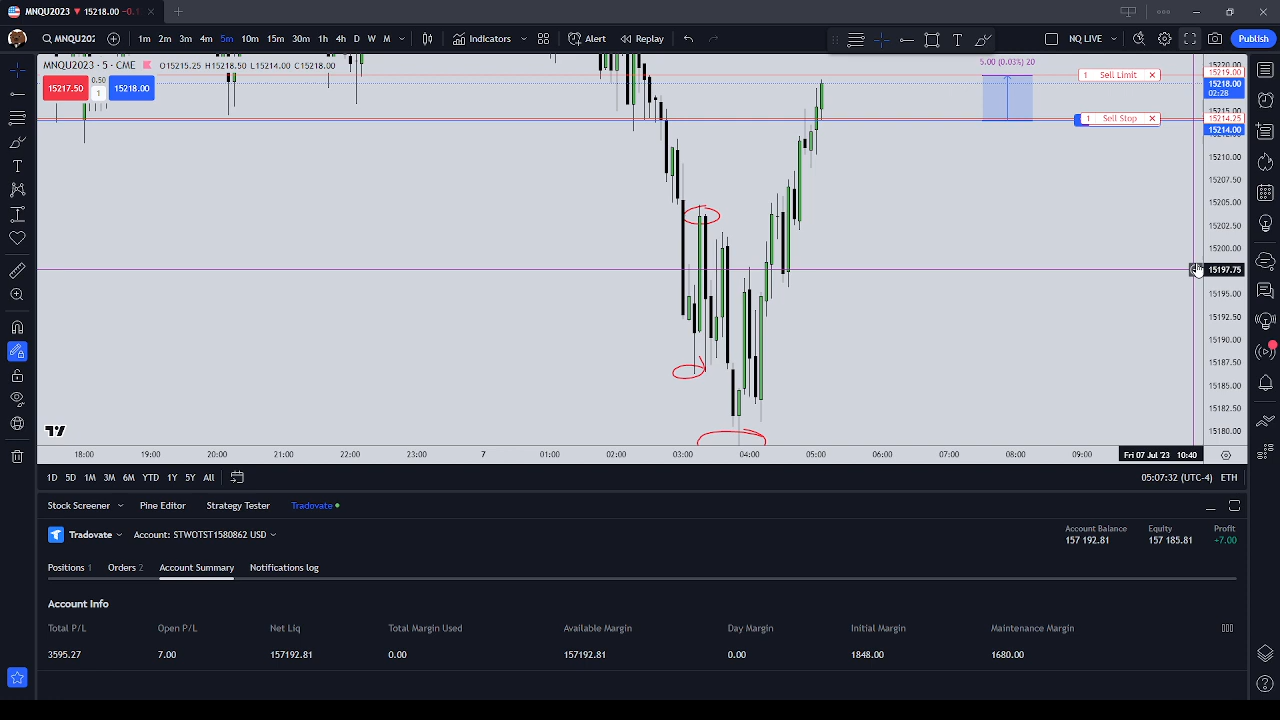 MNQU2023 ▼ 15218.00 −0.1
MNQU202 1m 2m 3m 4m 5m 10m 15m 30m 1h 4h D W M Indicators Alert Replay NQ LIVE Publish
MNQU2023 · 5 · CME O15215.25 H15218.50 L15214.00 C15218.00
15217.50 0.50 1 15218.00
5.00 (0.03%) 20
1 Sell Limit
1 Sell Stop
15219.00
15218.00
02:28
15215.00
15214.25
15214.00
15210.00
15207.50
15205.00
15202.50
15200.00
15197.75
15195.00
15192.50
15190.00
15187.50
15185.00
15182.50
15180.00
18:00 19:00 20:00 21:00 22:00 23:00 7 01:00 02:00 03:00 04:00 05:00 06:00 07:00 08:00 09:00 Fri 07 Jul '23 10:40
1D 5D 1M 3M 6M YTD 1Y 5Y All 05:07:32 (UTC-4) ETH
Stock Screener Pine Editor Strategy Tester Tradovate
Tradovate Account: STWOTST1580862 USD
Account Balance Equity Profit
157 192.81 157 185.81 +7.00
Positions 1 Orders 2 Account Summary Notifications log
Account Info
Total P/L Open P/L Net Liq Total Margin Used Available Margin Day Margin Initial Margin Maintenance Margin
3595.27 7.00 157192.81 0.00 157192.81 0.00 1848.00 1680.00